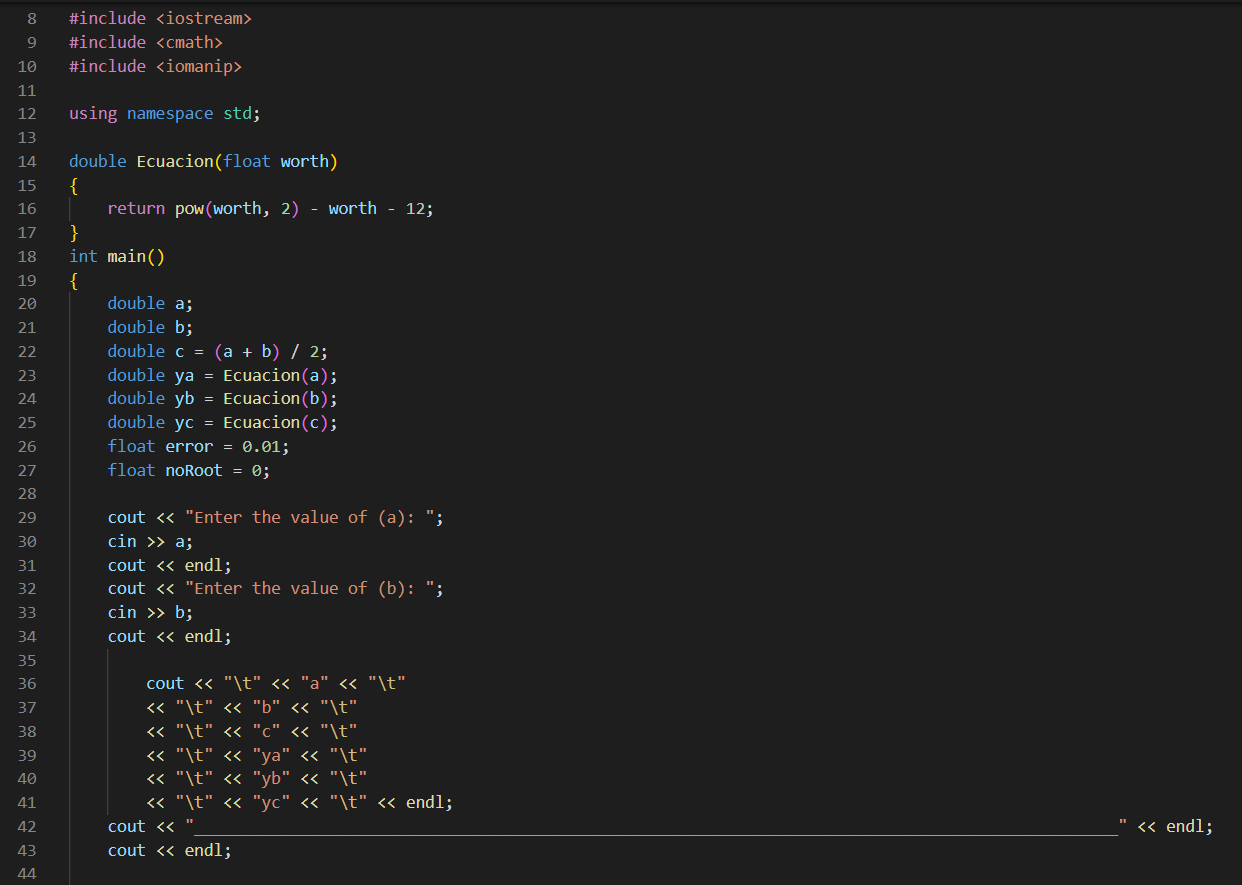 8 #include <iostream>
9 #include <cmath>
10 #include <iomanip>
11
12 using namespace std;
13
14 double Ecuacion(float worth)
15 {
16     return pow(worth, 2) - worth - 12;
17 }
18 int main()
19 {
20     double a;
21     double b;
22     double c = (a + b) / 2;
23     double ya = Ecuacion(a);
24     double yb = Ecuacion(b);
25     double yc = Ecuacion(c);
26     float error = 0.01;
27     float noRoot = 0;
28
29     cout << "Enter the value of (a): ";
30     cin >> a;
31     cout << endl;
32     cout << "Enter the value of (b): ";
33     cin >> b;
34     cout << endl;
35
36         cout << "\t" << "a" << "\t"
37         << "\t" << "b" << "\t"
38         << "\t" << "c" << "\t"
39         << "\t" << "ya" << "\t"
40         << "\t" << "yb" << "\t"
41         << "\t" << "yc" << "\t" << endl;
42     cout << "________________________________________________________________________________________________" << endl;
43     cout << endl;
44